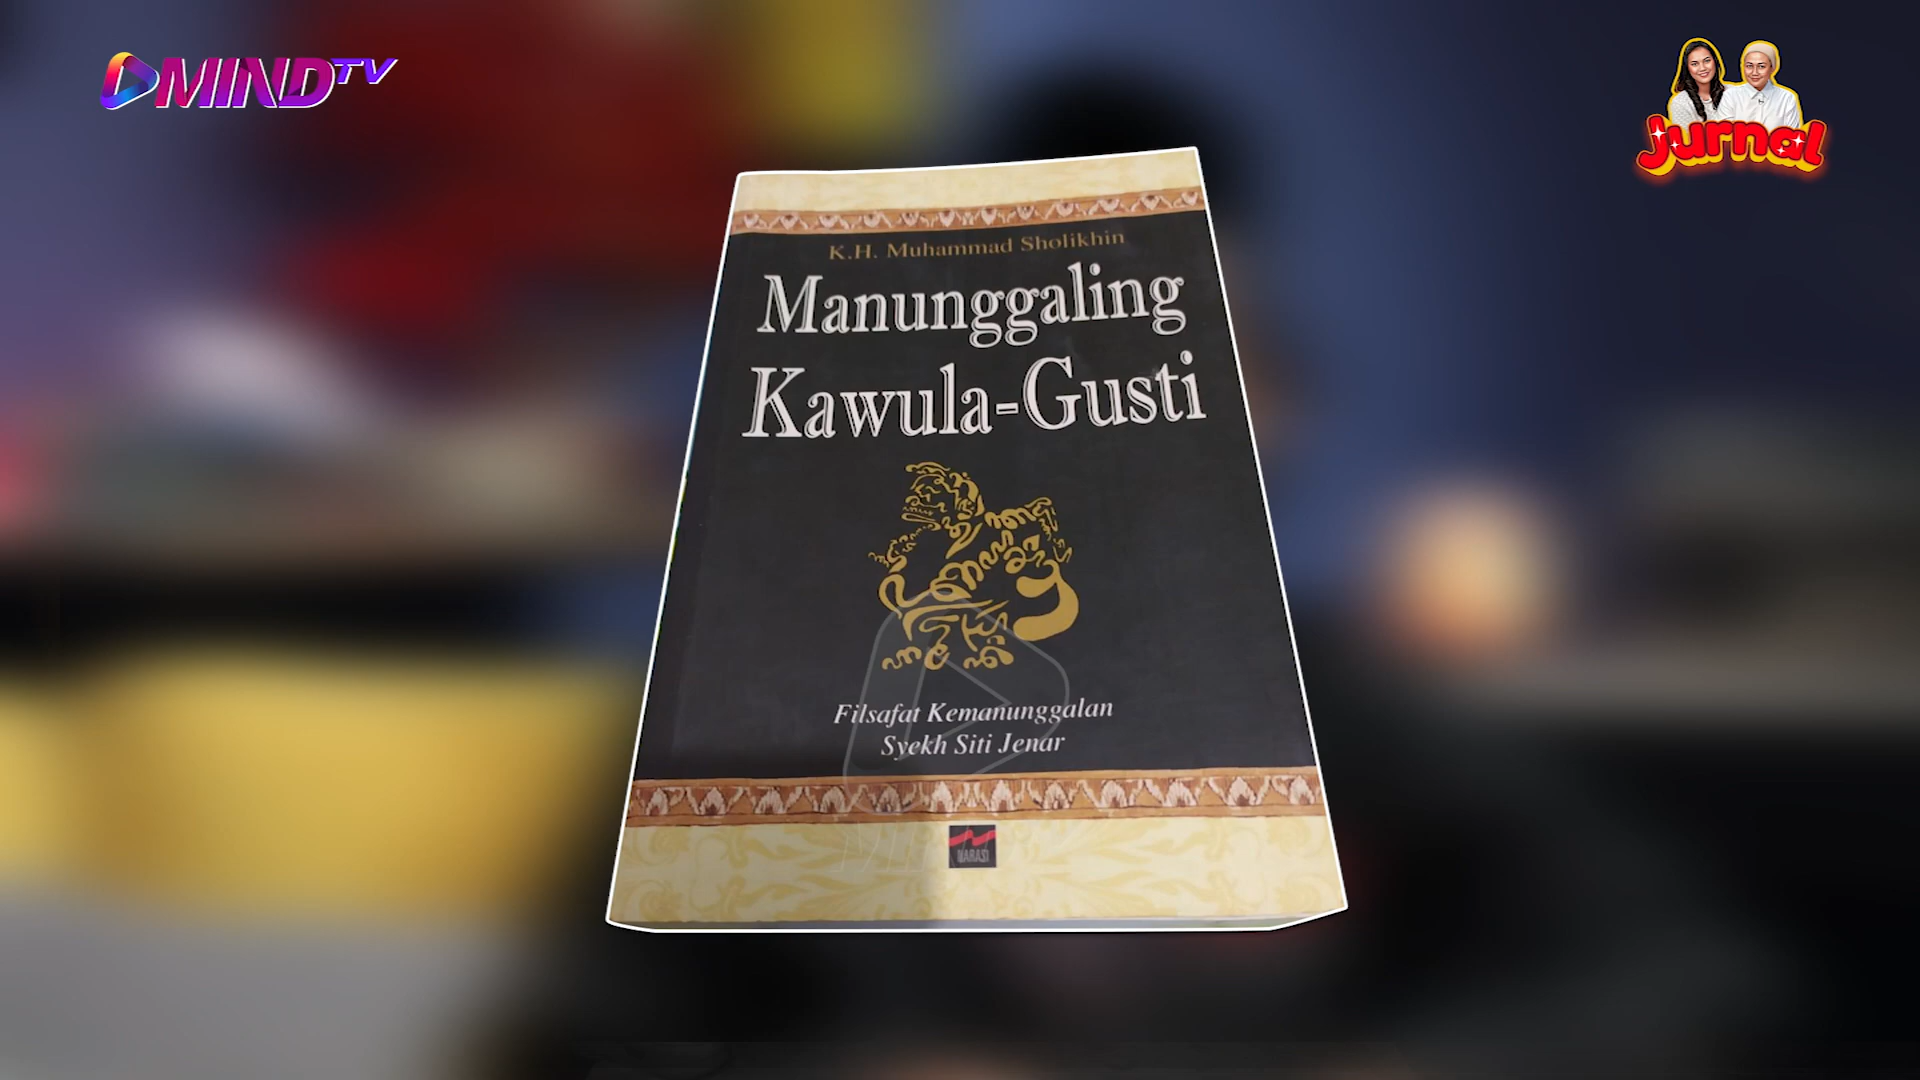 MIND TV
Jurnal
K.H. Muhammad Sholikhin
Manunggaling
Kawula-Gusti
Filsafat Kemanunggalan
Syekh Siti Jenar
NARASI